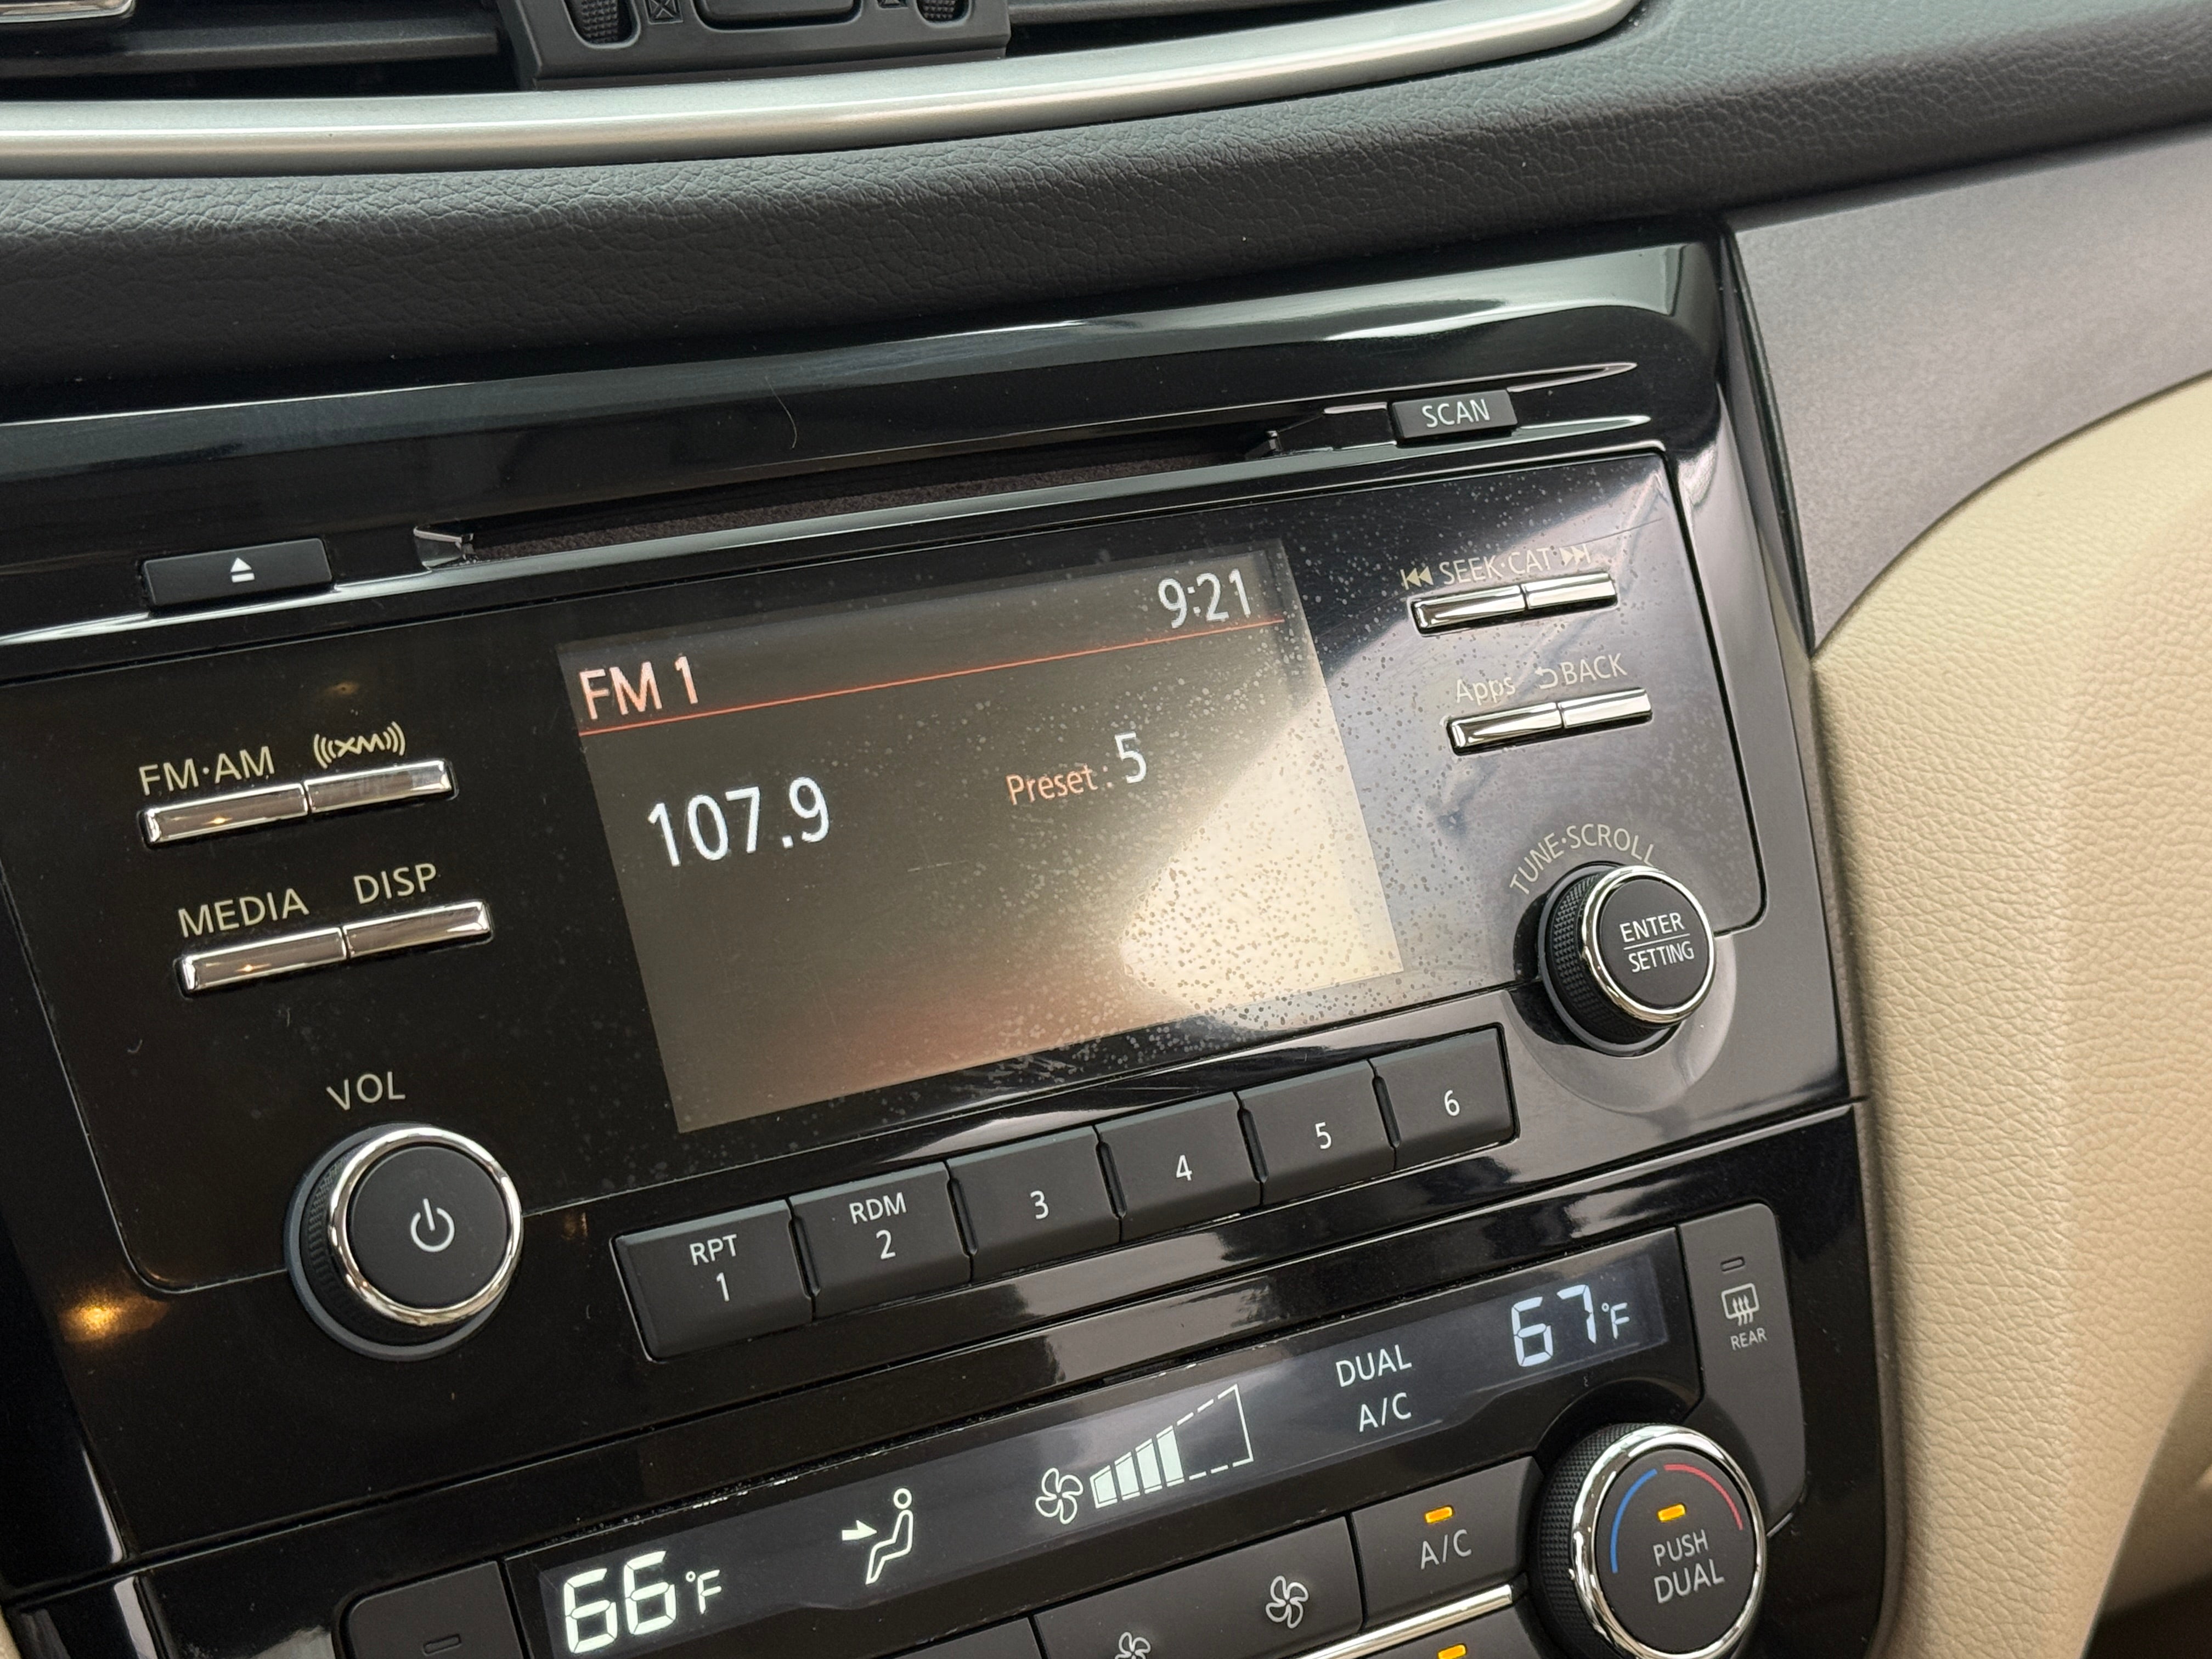 SCAN
9:21
SEEK·CAT
FM 1
Apps BACK
FM·AM XM
107.9 Preset : 5
MEDIA DISP
TUNE·SCROLL
ENTER
SETTING
VOL
RPT
1
RDM
2
3
4
5
6
REAR
67°F
DUAL
A/C
66°F
A/C
PUSH
DUAL